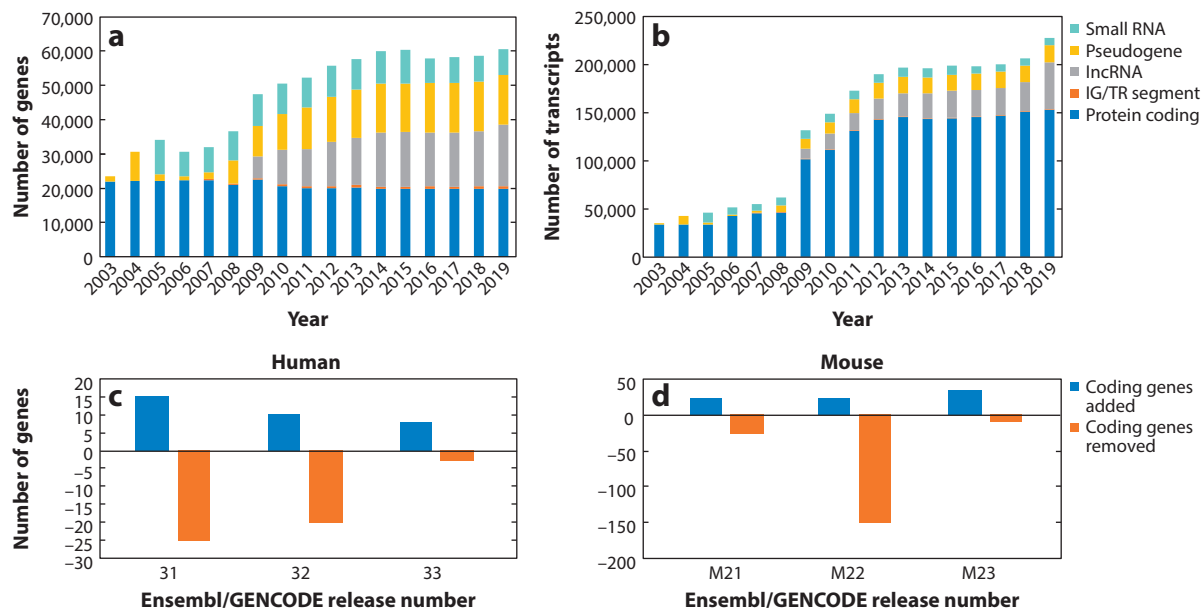 a
70,000
60,000
50,000
40,000
30,000
20,000
10,000
0
Number of genes
2003
2004
2005
2006
2007
2008
2009
2010
2011
2012
2013
2014
2015
2016
2017
2018
2019
Year
b
250,000
200,000
150,000
100,000
50,000
0
Number of transcripts
2003
2004
2005
2006
2007
2008
2009
2010
2011
2012
2013
2014
2015
2016
2017
2018
2019
Year
Small RNA
Pseudogene
lncRNA
IG/TR segment
Protein coding
Human
c
20
15
10
5
0
−5
−10
−15
−20
−25
−30
Number of genes
31
32
33
Ensembl/GENCODE release number
Mouse
d
50
0
−50
−100
−150
−200
M21
M22
M23
Ensembl/GENCODE release number
Coding genes
added
Coding genes
removed